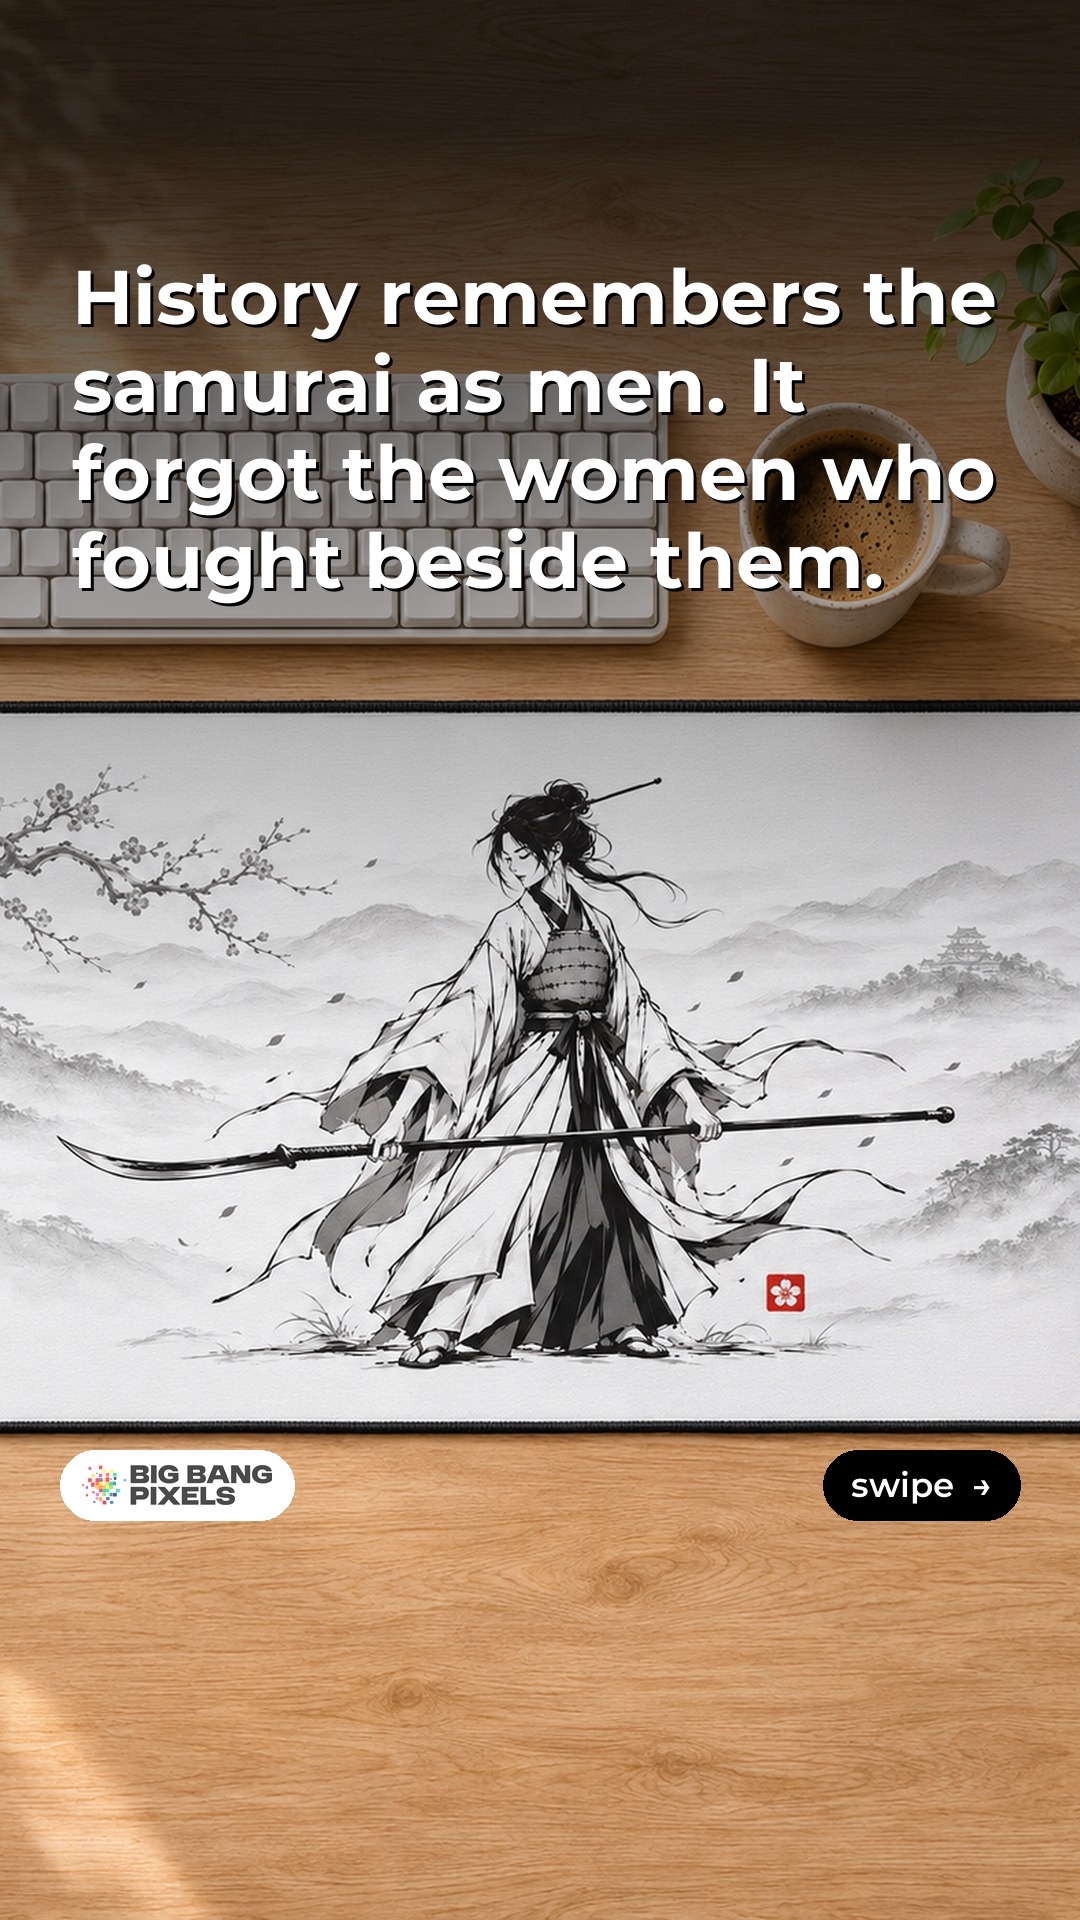 History remembers the
samurai as men. It
forgot the women who
fought beside them.
BIG BANG
PIXELS
swipe →